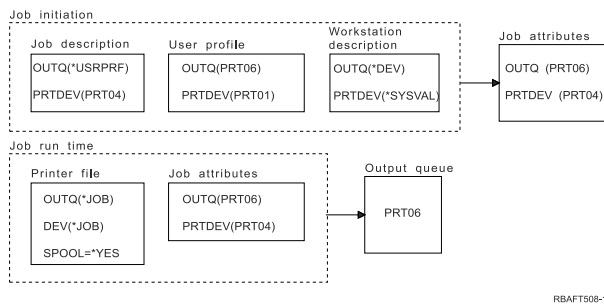 Job initiation
Job description
User profile
Workstation
description
Job attributes
OUTQ(*USRPRF)
PRTDEV(PRT04)
OUTQ(PRT06)
PRTDEV(PRT01)
OUTQ(*DEV)
PRTDEV(*SYSVAL)
OUTQ (PRT06)
PRTDEV (PRT04)
Job run time
Printer file
Job attributes
Output queue
OUTQ(*JOB)
DEV(*JOB)
SPOOL=*YES
OUTQ(PRT06)
PRTDEV(PRT04)
PRT06